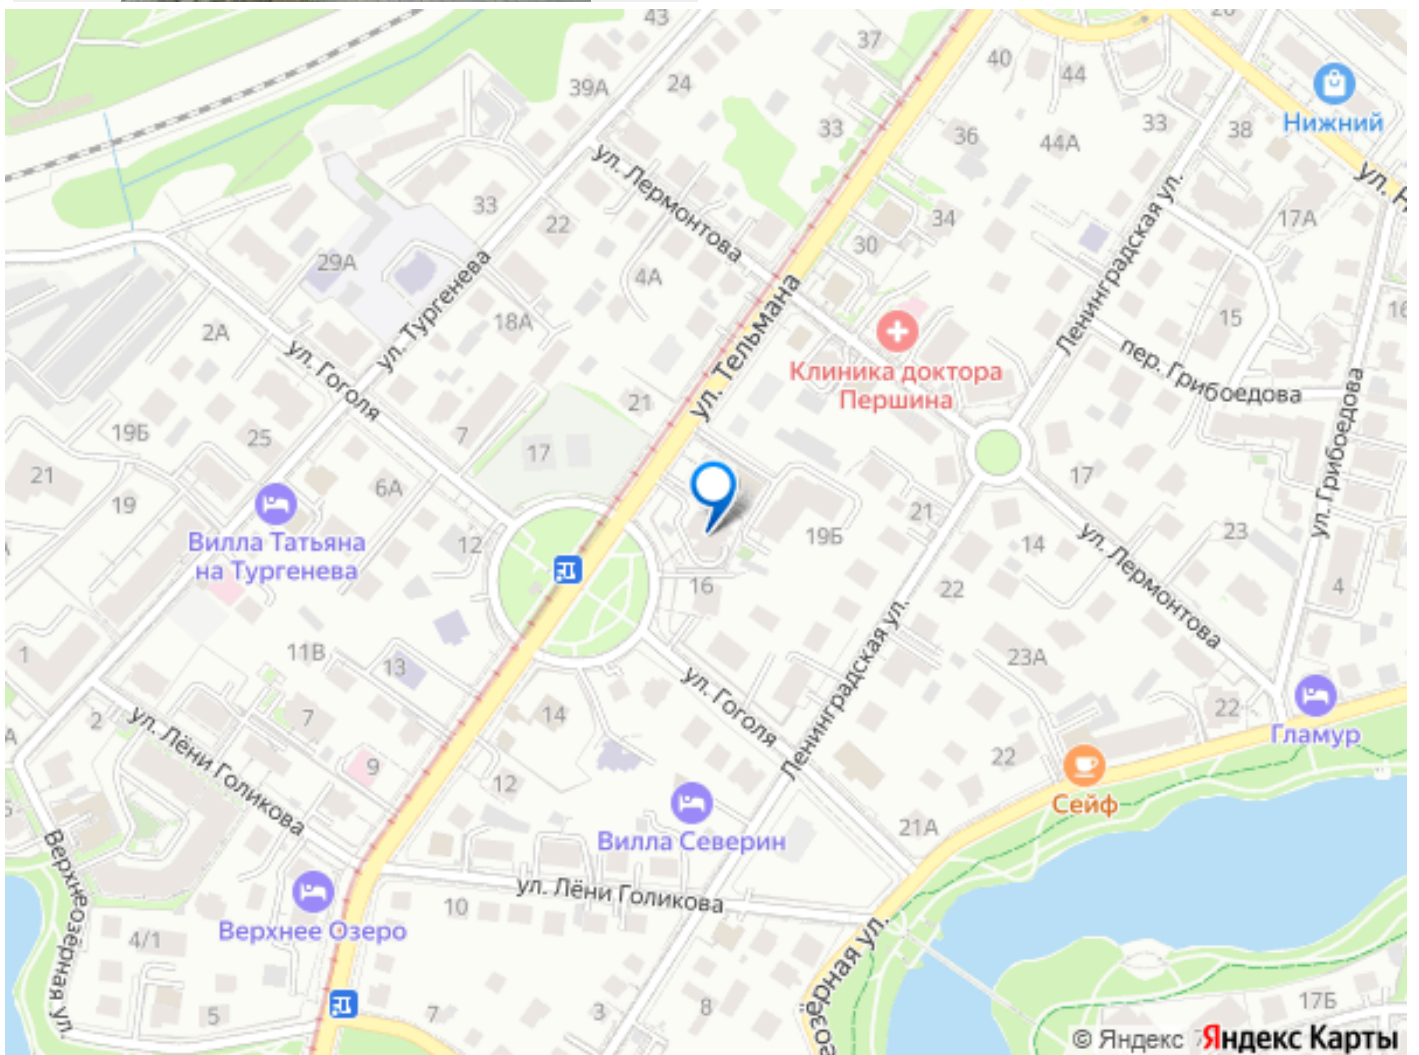 43
37
40
44
24
39А
33
36
44А
33
38
Нижний
ул. Н
ул. Лермонтова
33
22
4А
30
34
Ленинградская ул.
17А
29А
ул. Тургенева
18А
ул. Тельмана
2А
ул. Гоголя
15
16
пер. Грибоедова
Клиника доктора
Першина
21
19Б
25
7
17
21
19
6А
17
ул. Грибоедова
Вилла Татьяна
на Тургенева
12
19Б
21
14
23
ул. Лермонтова
16
22
4
1
11В
13
23А
2
7
14
ул. Гоголя
Ленинградская ул.
22
22
Гламур
ул. Лёни Голикова
9
12
Сейф
21А
Вилла Северин
ул. Лёни Голикова
10
Верхнее Озеро
Верхнеозёрная ул.
4/1
5
7
3
8
озёрная ул.
17Б
© Яндекс Яндекс Карты